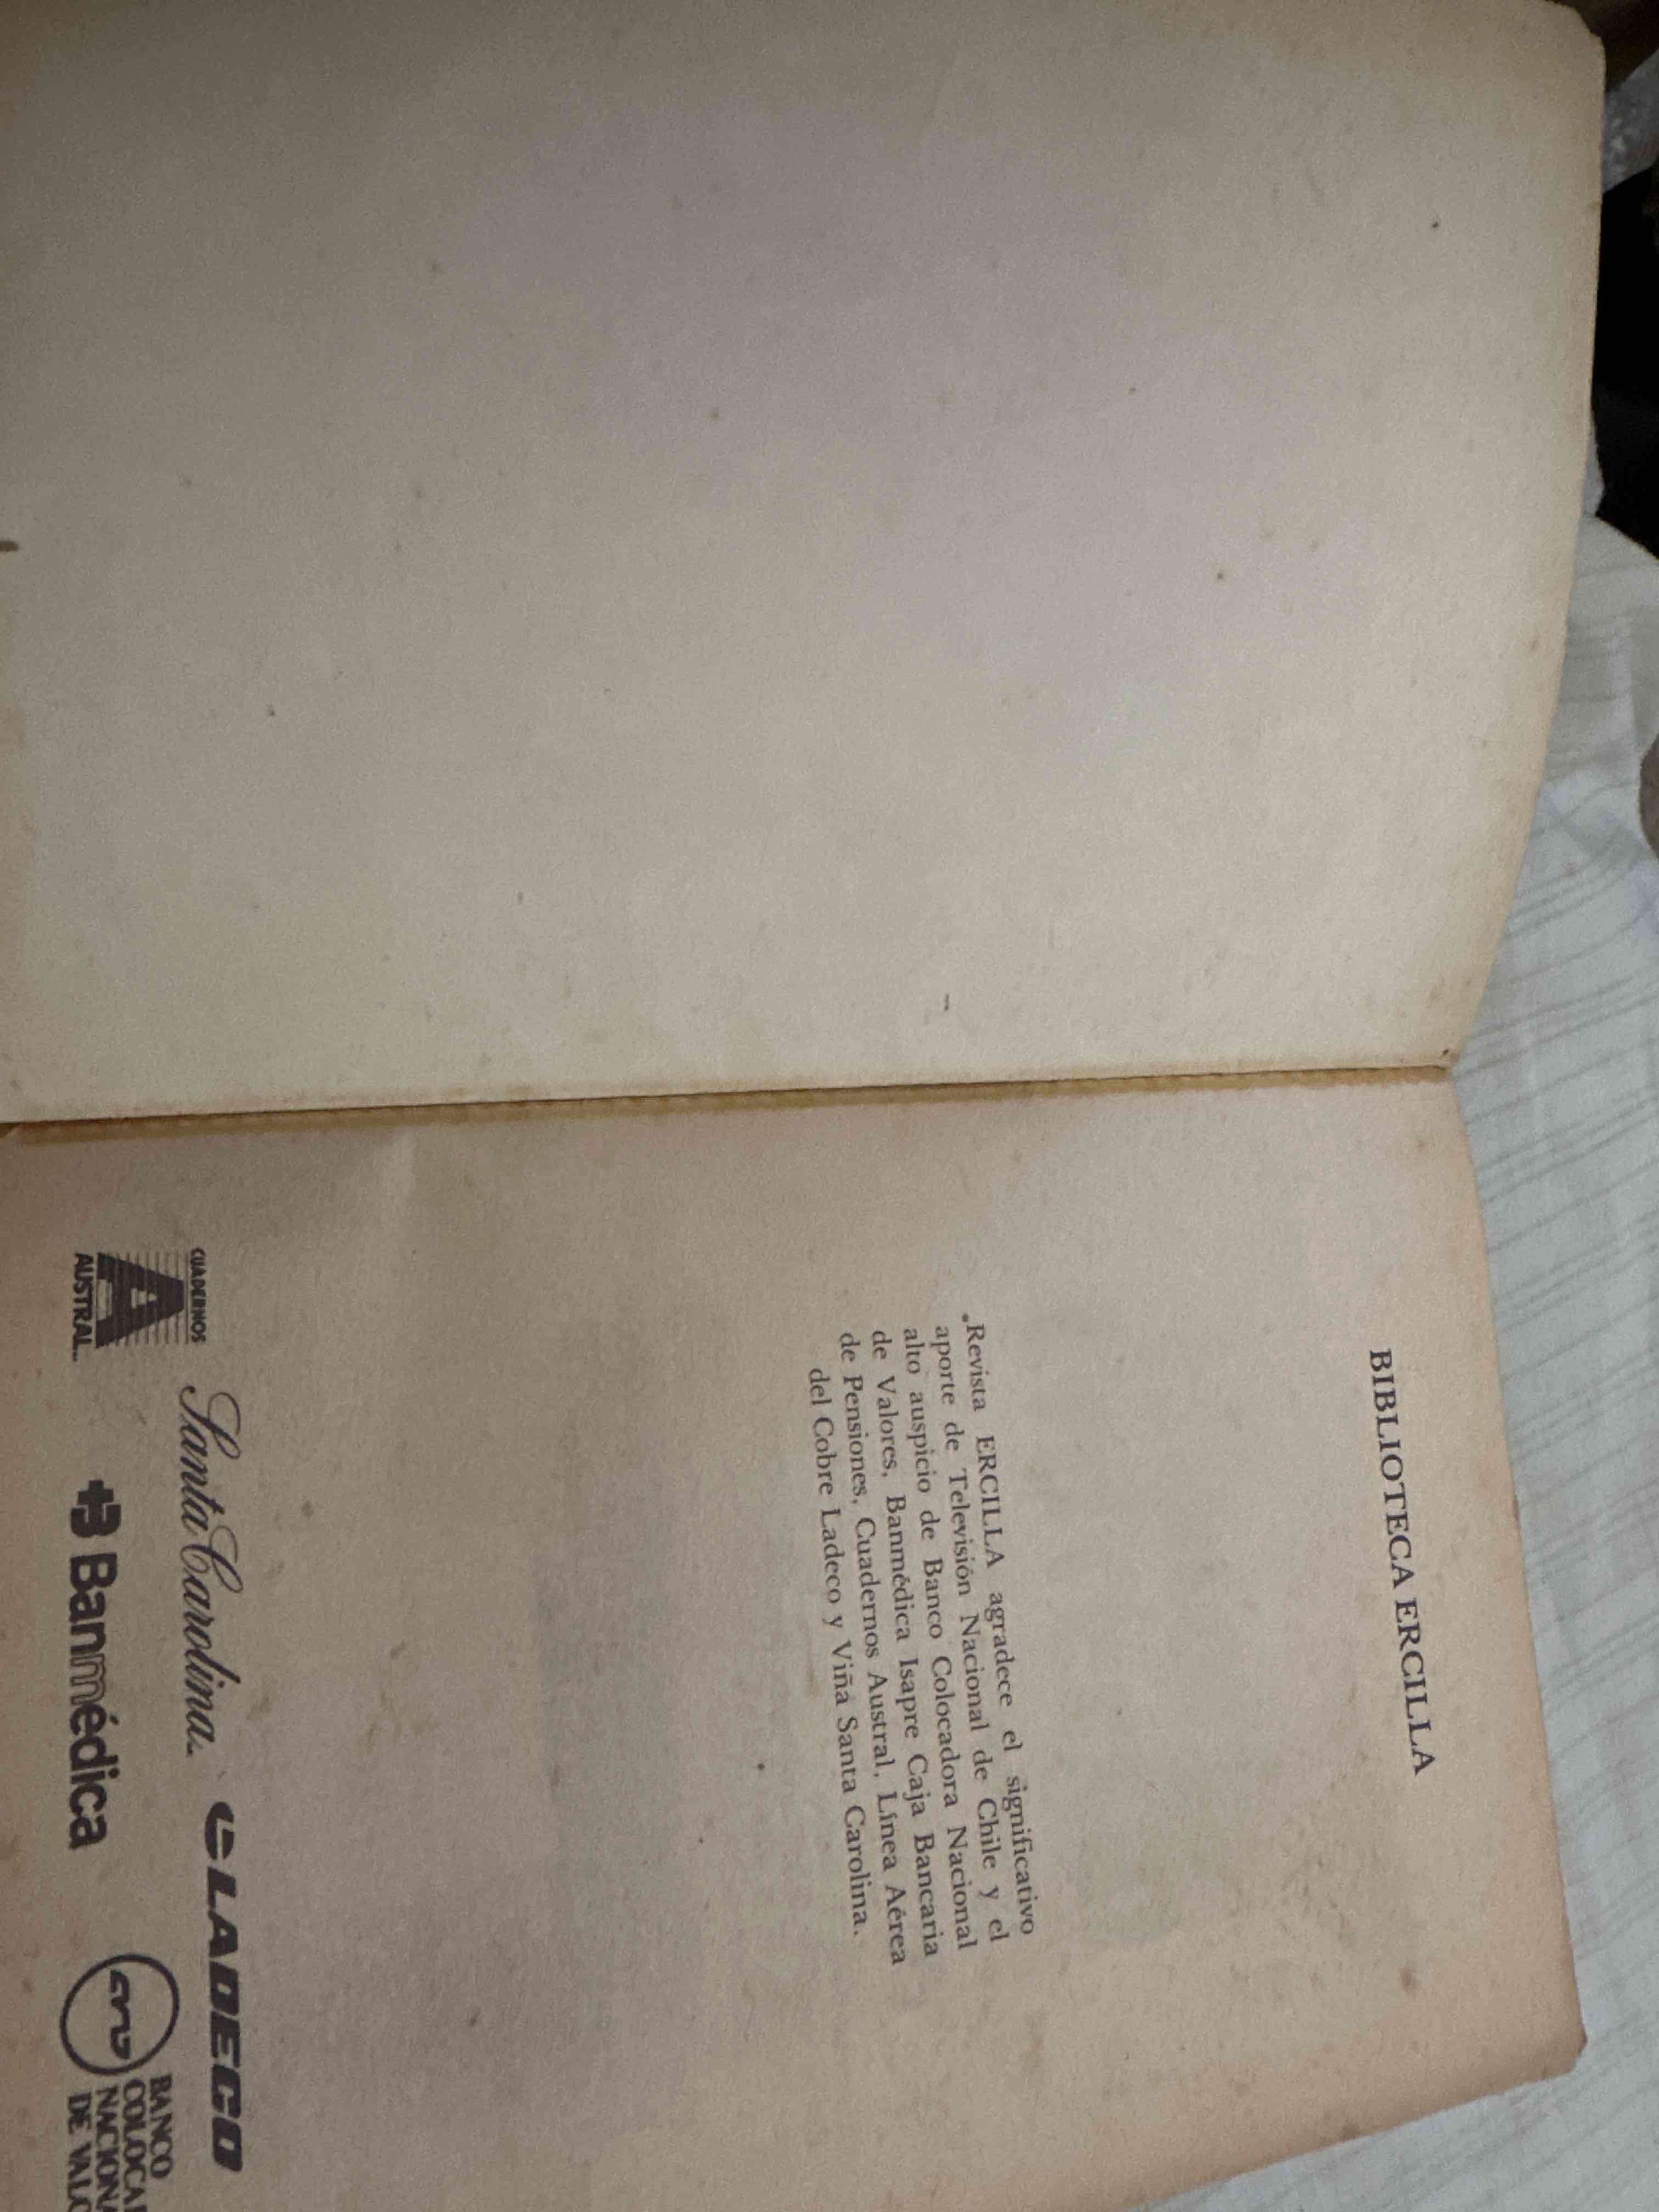 BIBLIOTECA ERCILLA
Revista ERCILLA agradece el significativo
aporte de Televisión Nacional de Chile y el
alto auspicio de Banco Colocadora Nacional
de Valores, Banmédica Isapre Caja Bancaria
de Pensiones, Cuadernos Austral, Línea Aérea
del Cobre Ladeco y Viña Santa Carolina.
CUADERNOS
A
AUSTRAL
Santa Carolina.
LADECO
Banmédica
BANCO